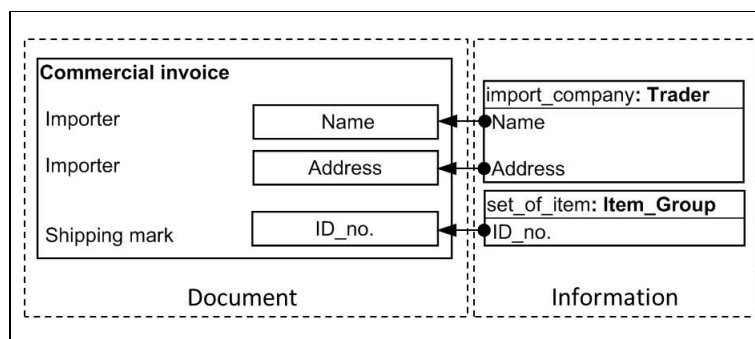 Commercial invoice
Importer
Name
Importer
Address
Shipping mark
ID_no.
Document
import_company: Trader
Name
Address
set_of_item: Item_Group
ID_no.
Information